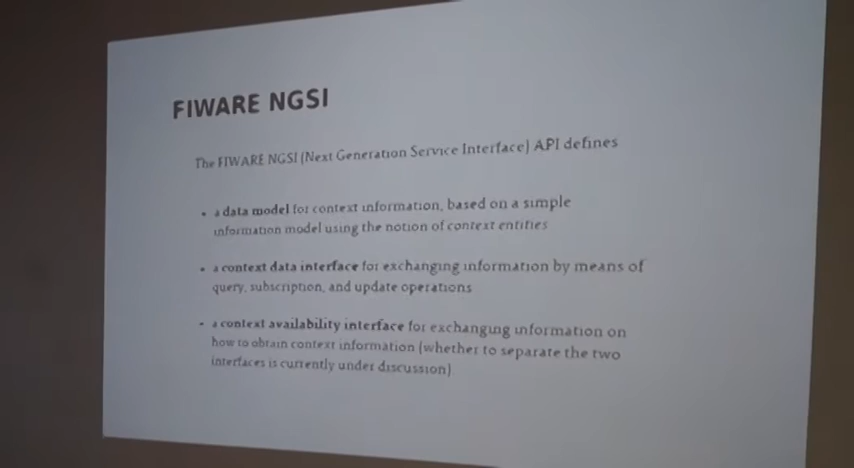 FIWARE NGSI
The FIWARE NGSI (Next Generation Service Interface) API defines
• a data model for context information, based on a simple
information model using the notion of context entities
• a context data interface for exchanging information by means of
query, subscription, and update operations
• a context availability interface for exchanging information on
how to obtain context information (whether to separate the two
interfaces is currently under discussion)